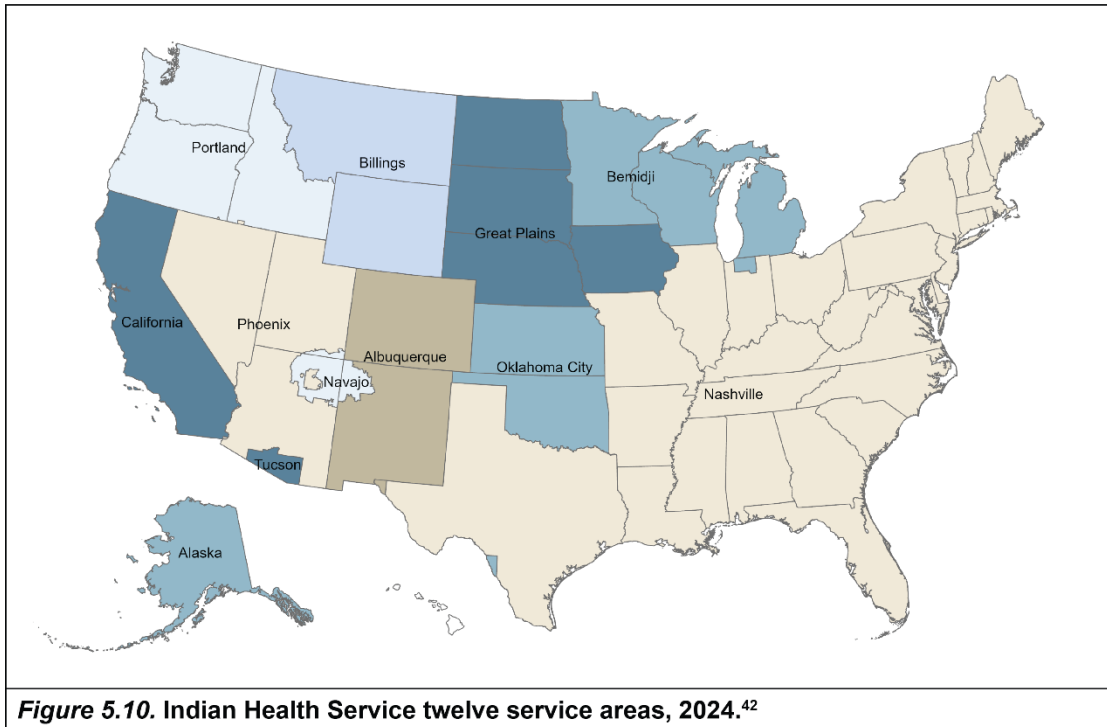 Portland
Billings
Bemidji
Great Plains
California
Phoenix
Albuquerque
Oklahoma City
Navajo
Nashville
Tucson
Alaska
Figure 5.10. Indian Health Service twelve service areas, 2024.42